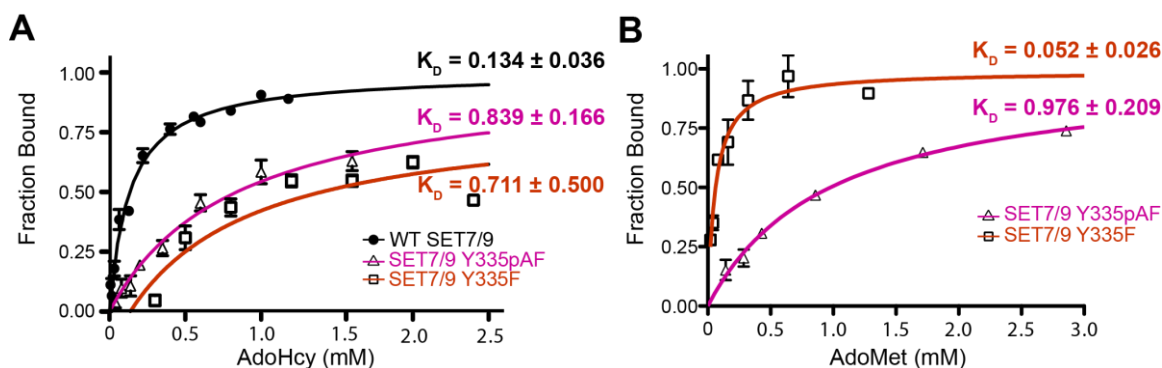 A
K_D = 0.134 ± 0.036
K_D = 0.839 ± 0.166
K_D = 0.711 ± 0.500
Fraction Bound
1.00
0.75
0.50
0.25
0.00
WT SET7/9
SET7/9 Y335pAF
SET7/9 Y335F
0 0.5 1.0 1.5 2.0 2.5
AdoHcy (mM)
B
K_D = 0.052 ± 0.026
K_D = 0.976 ± 0.209
Fraction Bound
1.00
0.75
0.50
0.25
0.00
SET7/9 Y335pAF
SET7/9 Y335F
0 0.5 1.0 1.5 2.0 2.5 3.0
AdoMet (mM)